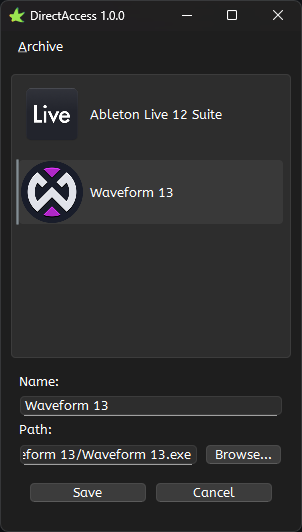 DirectAccess 1.0.0
Archive
Live
Ableton Live 12 Suite
Waveform 13
Name:
Waveform 13
Path:
eform 13/Waveform 13.exe
Browse...
Save
Cancel